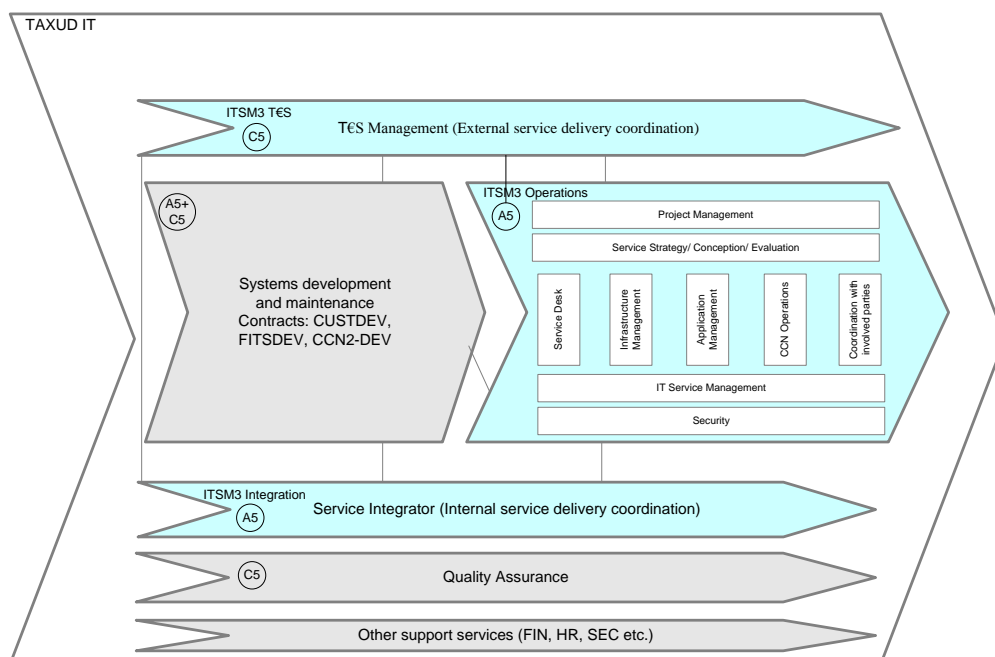 TAXUD IT
ITSM3 T€S
C5
T€S Management (External service delivery coordination)
A5+
C5
Systems development
and maintenance
Contracts: CUSTDEV,
FITSDEV, CCN2-DEV
ITSM3 Operations
A5
Project Management
Service Strategy/ Conception/ Evaluation
Service Desk
Infrastructure
Management
Application
Management
CCN Operations
Coordination with
involved parties
IT Service Management
Security
ITSM3 Integration
A5
Service Integrator (Internal service delivery coordination)
C5
Quality Assurance
Other support services (FIN, HR, SEC etc.)